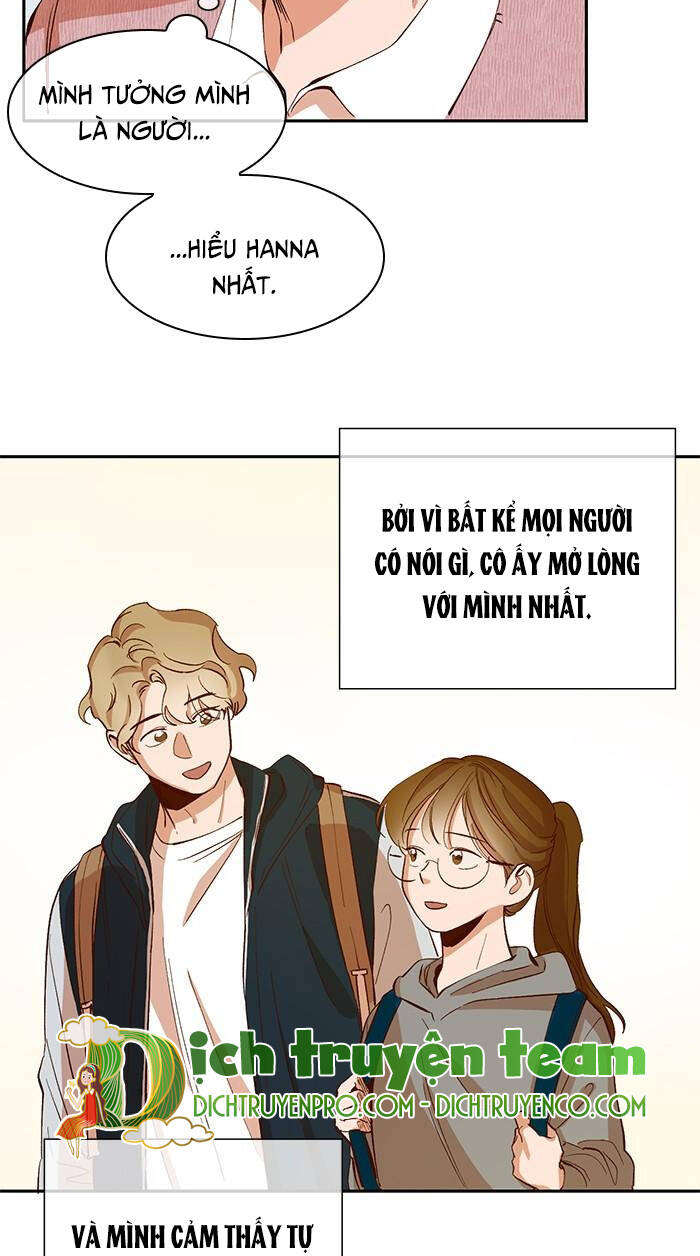 MÌNH TƯỞNG MÌNH
LÀ NGƯỜI...
...HIỂU HANNA
NHẤT.
BỞI VÌ BẤT KỂ MỌI NGƯỜI
CÓ NÓI GÌ, CÔ ẤY MỞ LÒNG
VỚI MÌNH NHẤT.
Dịch truyện team
DICHTRUYENPRO.COM - DICHTRUYENCO.COM
VÀ MÌNH CẢM THẤY TỰ